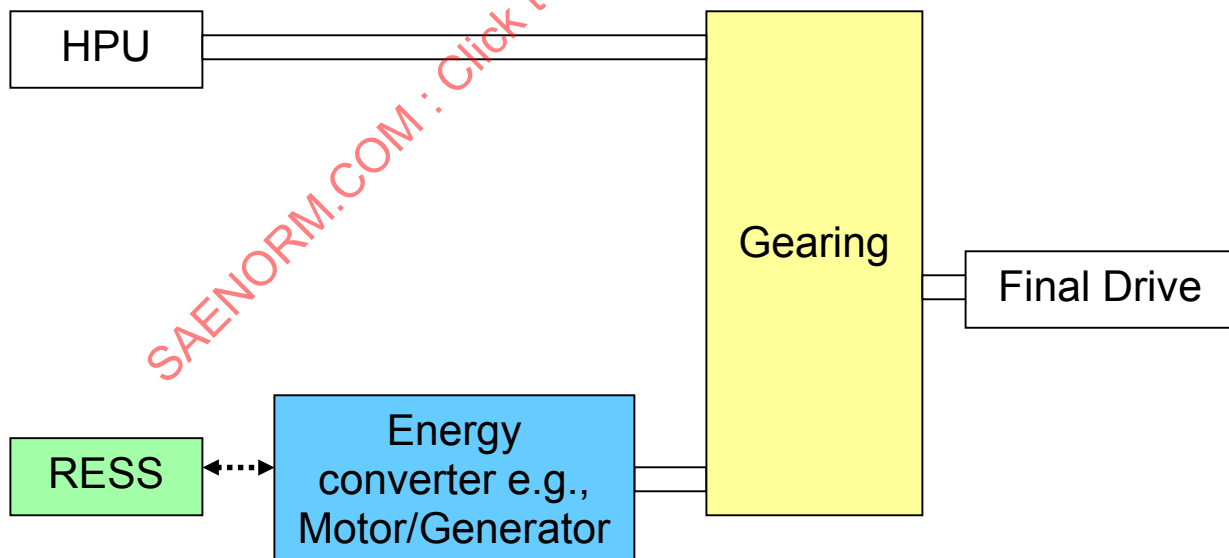 HPU
SAENORM.COM : Click t
Gearing
Final Drive
RESS
Energy
converter e.g.,
Motor/Generator